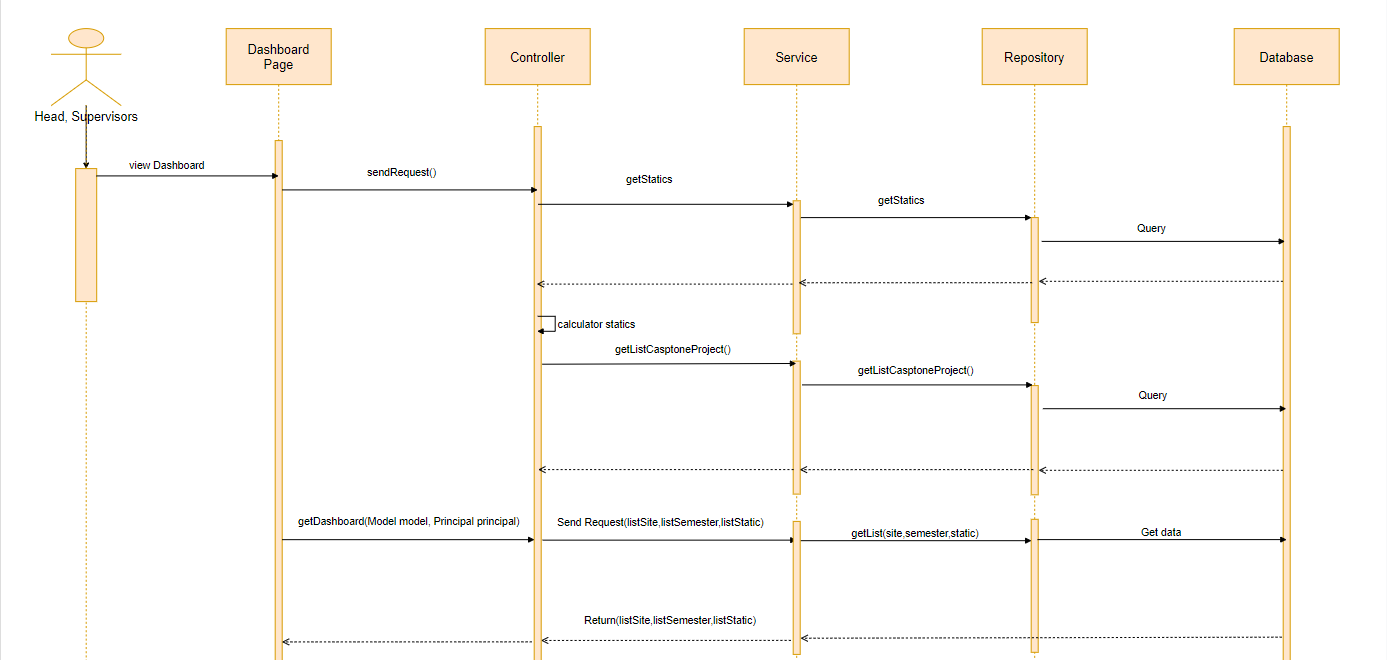 Dashboard
Page
Controller
Service
Repository
Database
Head, Supervisors
view Dashboard
sendRequest()
getStatics
getStatics
Query
calculator statics
getListCasptoneProject()
getListCasptoneProject()
Query
getDashboard(Model model, Principal principal)
Send Request(listSite,listSemester,listStatic)
getList(site,semester,static)
Get data
Return(listSite,listSemester,listStatic)